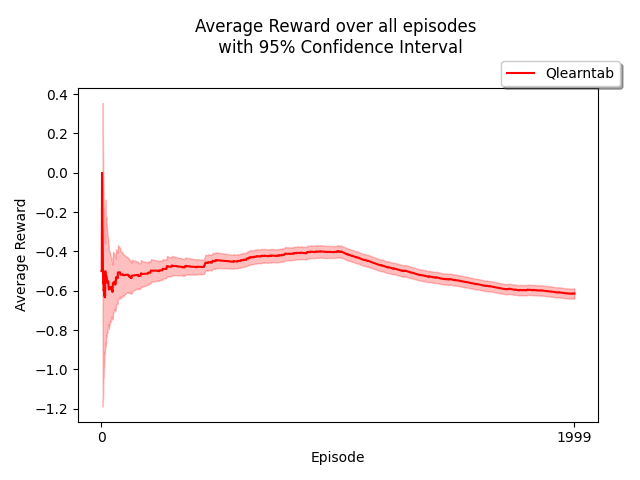 Average Reward over all episodes
with 95% Confidence Interval
Qlearntab
0.4
0.2
0.0
−0.2
−0.4
−0.6
−0.8
−1.0
−1.2
Average Reward
0
1999
Episode